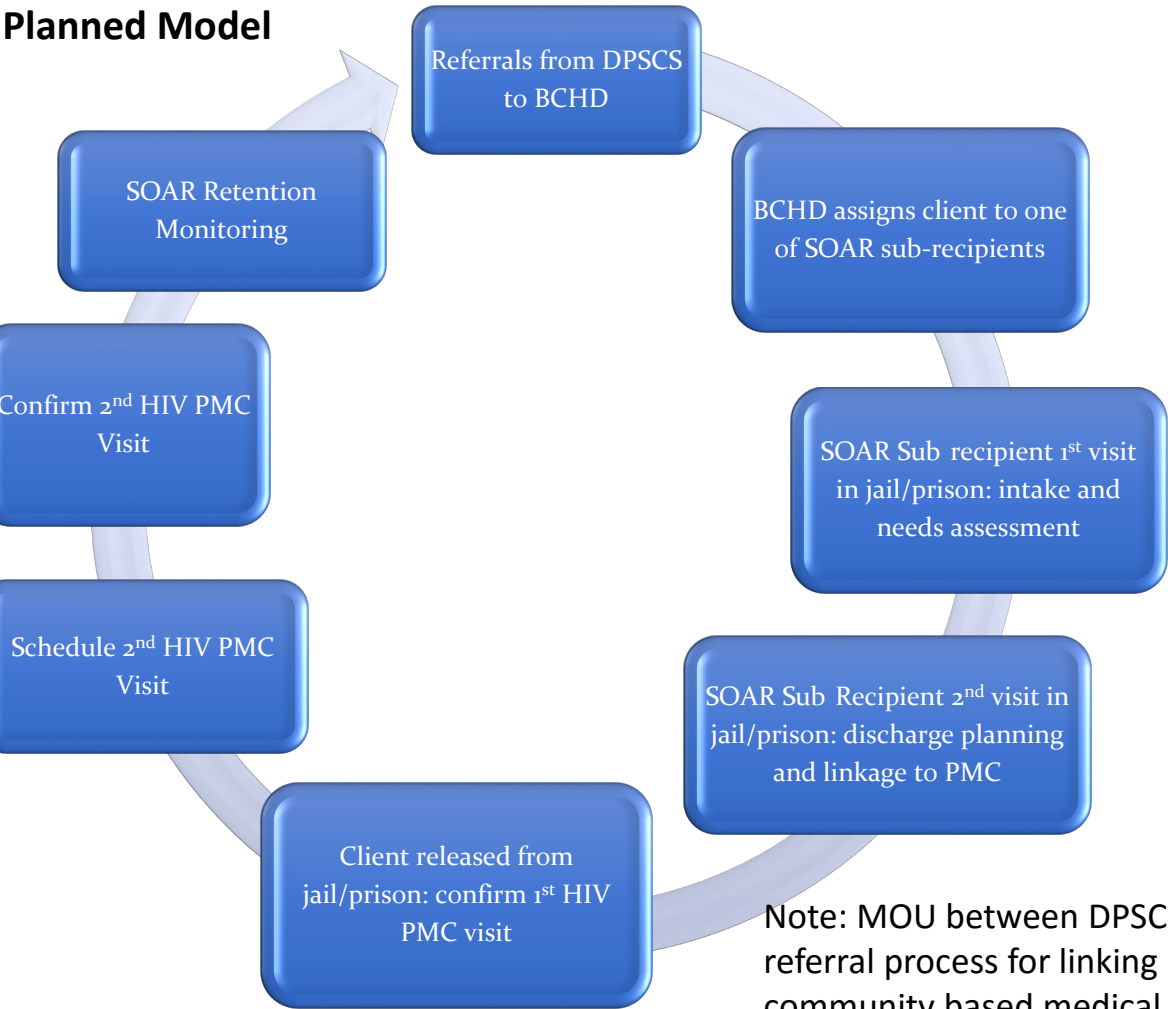 Planned Model
Referrals from DPSCS
to BCHD
BCHD assigns client to one
of SOAR sub-recipients
SOAR Sub recipient 1st visit
in jail/prison: intake and
needs assessment
SOAR Sub Recipient 2nd visit in
jail/prison: discharge planning
and linkage to PMC
Client released from
jail/prison: confirm 1st HIV
PMC visit
Schedule 2nd HIV PMC
Visit
Confirm 2nd HIV PMC
Visit
SOAR Retention
Monitoring
Note: MOU between DPSC
referral process for linking
community based medical